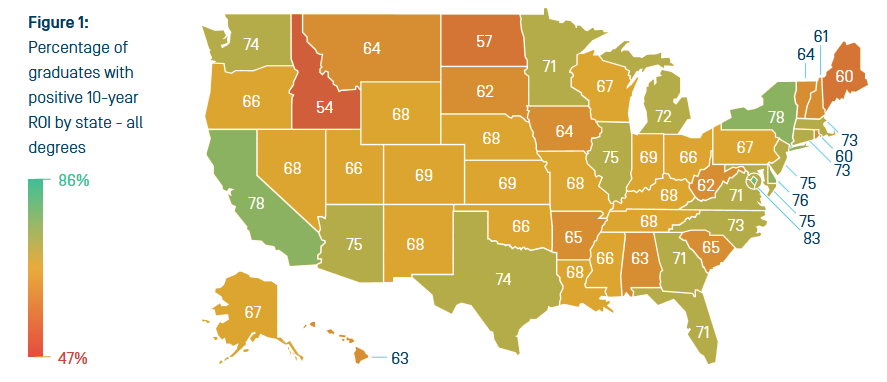 Figure 1:
Percentage of
graduates with
positive 10-year
ROI by state - all
degrees
86%
47%
61
74 64 57 64 60
71
66 54 62 67 72 78
68 73
64 60
68 67 73
68 66 75 69 66
78 69 62 71 75
69 68 68 76
75 68 66 68 73 75
65 65 83
74 68 66 63 71
67 71
63